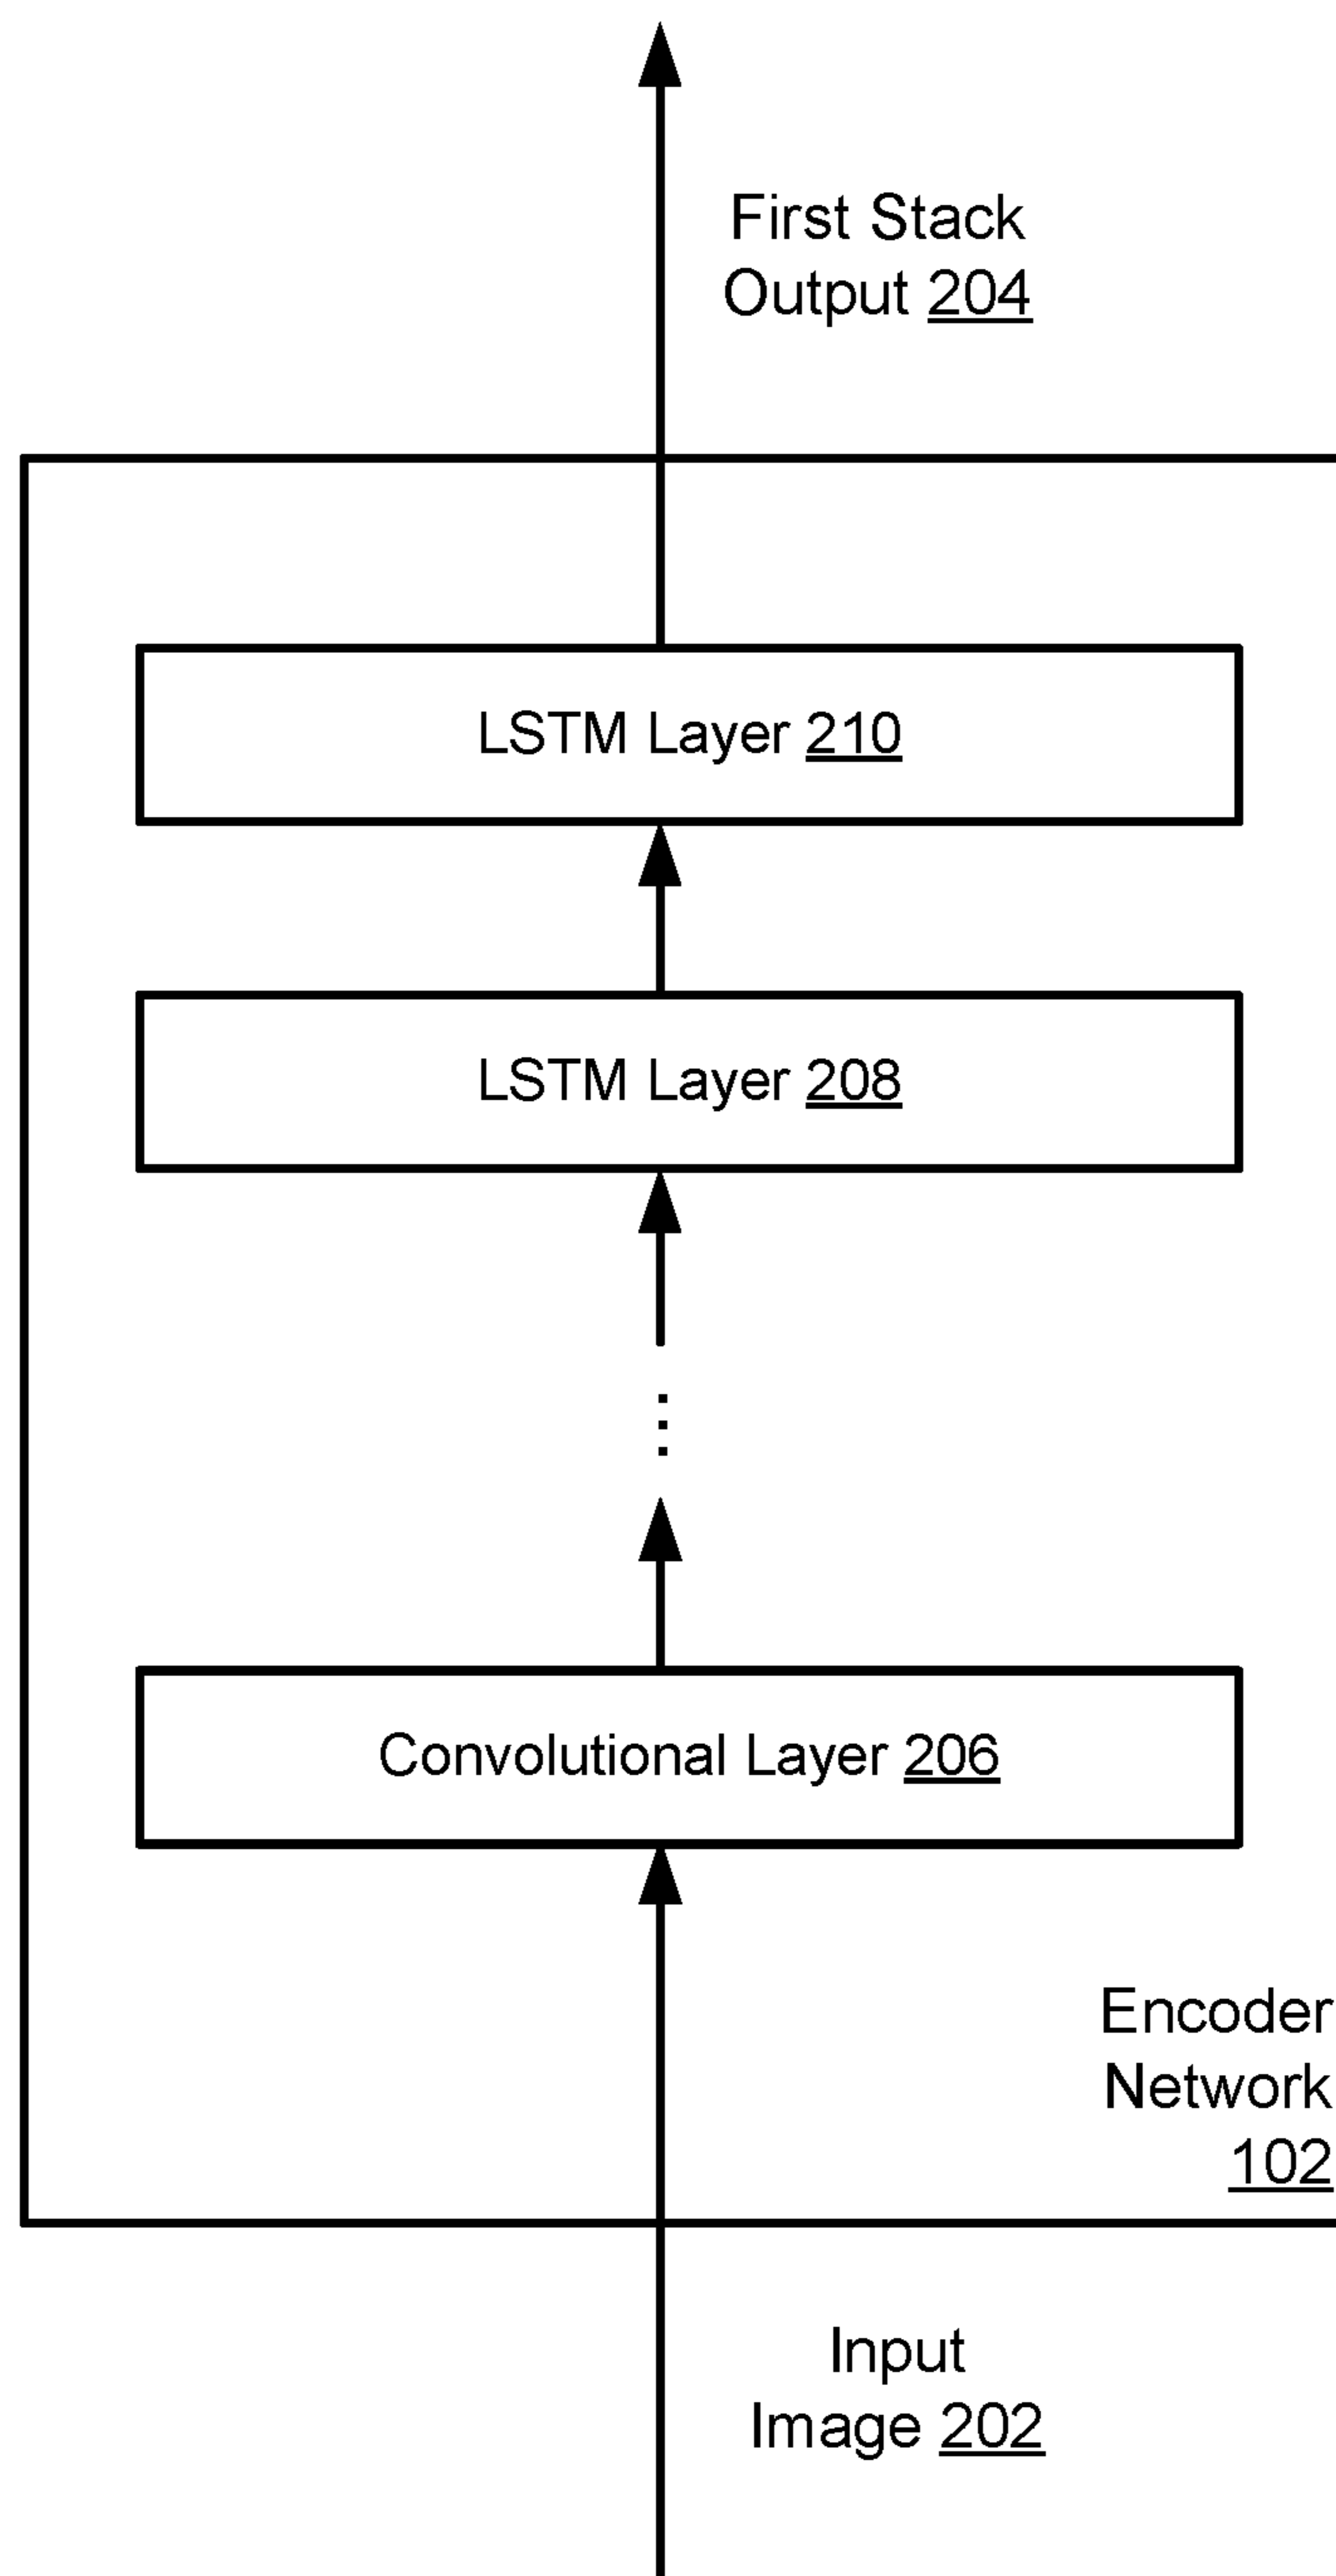 First Stack
Output 204
LSTM Layer 210
LSTM Layer 208
Convolutional Layer 206
Encoder
Network
102
Input
Image 202